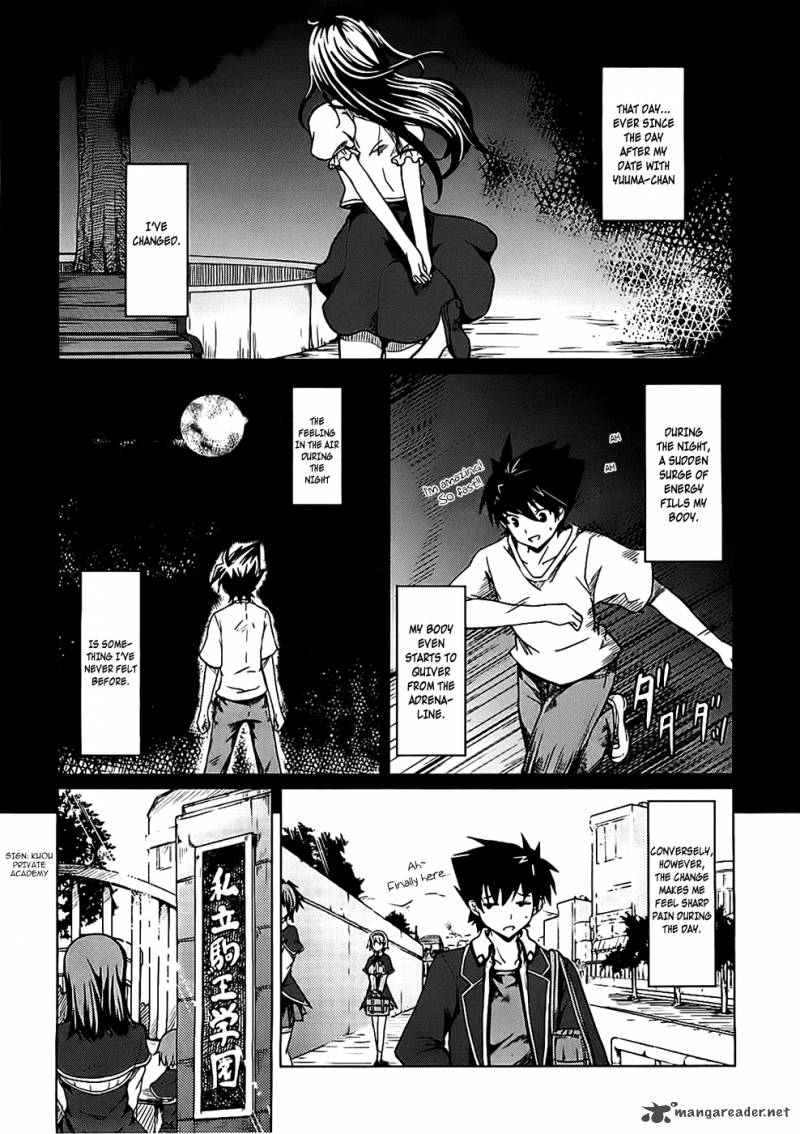 THAT DAY...
EVER SINCE
THE DAY
AFTER MY
DATE WITH
YUUMA-CHAN
I'VE
CHANGED.
DURING
THE NIGHT,
A SUDDEN
SURGE OF
ENERGY
FILLS MY
BODY.
AH
AH
I'm amazing!
So fast!!
MY BODY
EVEN
STARTS TO
QUIVER
FROM THE
ADRENA-
LINE.
ダダダッ
THE
FEELING
IN THE AIR
DURING
THE
NIGHT
IS SOME-
THING I'VE
NEVER FELT
BEFORE.
CONVERSELY,
HOWEVER,
THE CHANGE
MAKES ME
FEEL SHARP
PAIN DURING
THE DAY.
Ah~
Finally here...
SIGN: KUOU
PRIVATE
ACADEMY
私立駒王学園
mangareader.net